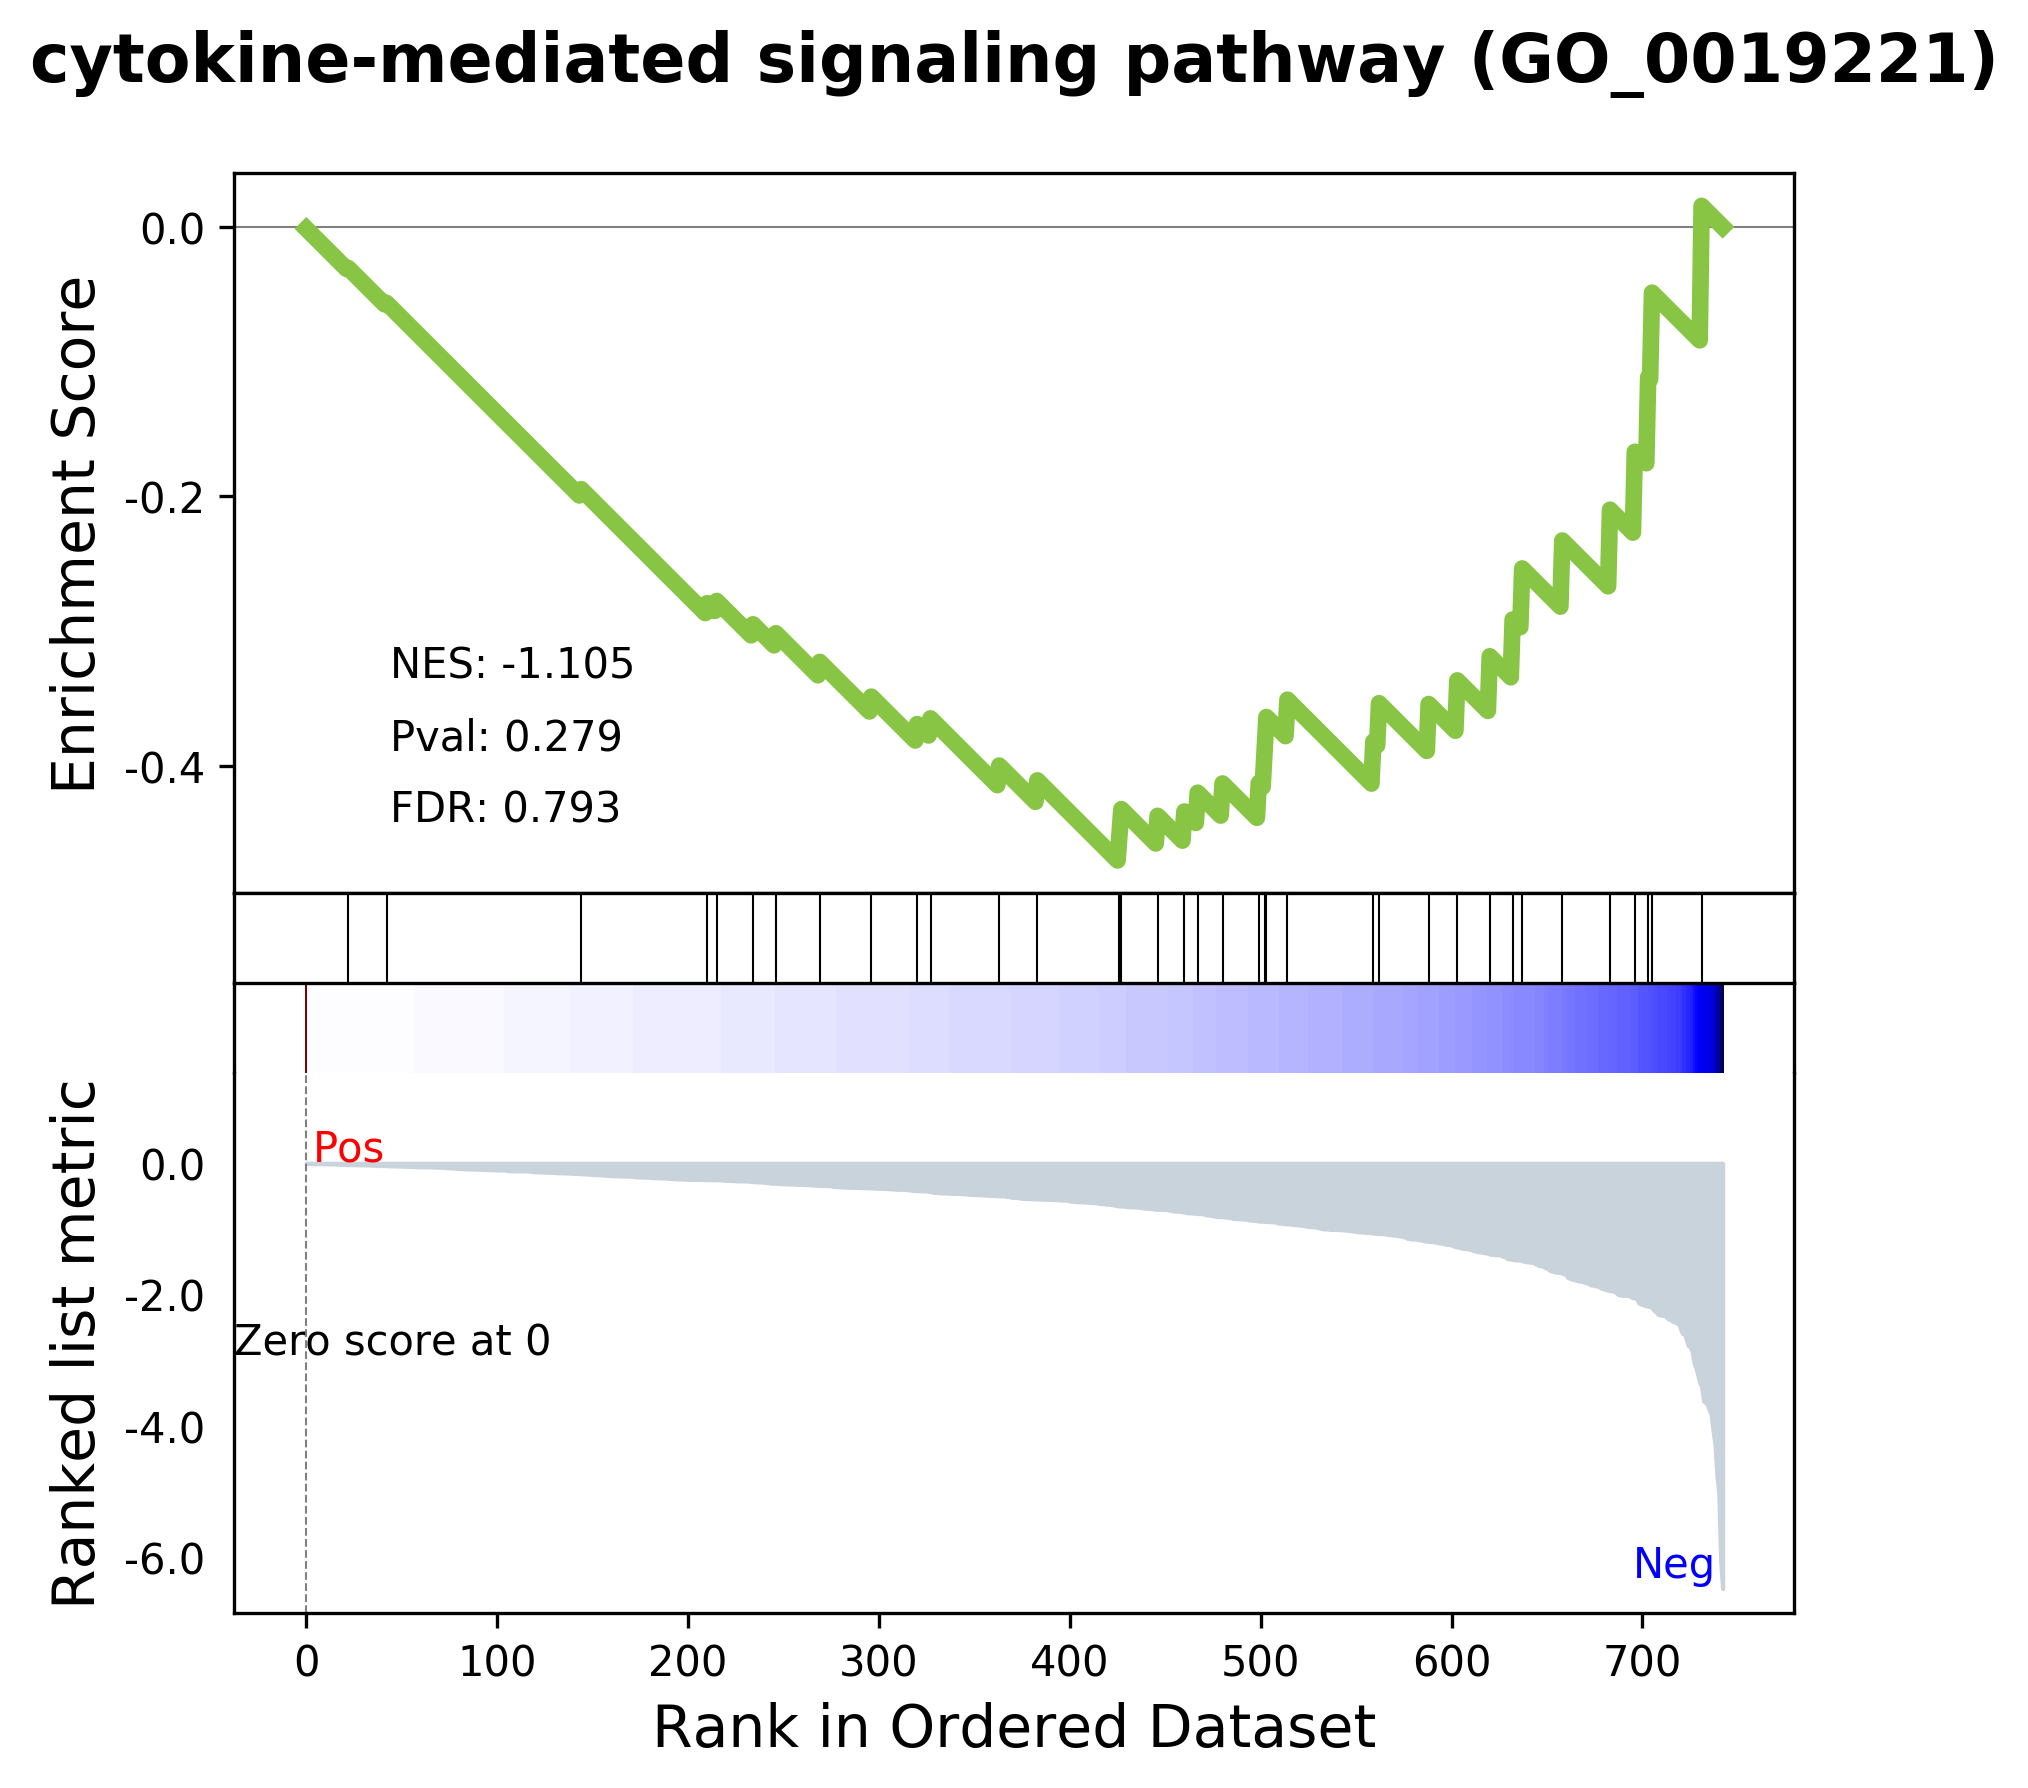 cytokine-mediated signaling pathway (GO_0019221)
Enrichment Score
0.0
-0.2
-0.4
NES: -1.105
Pval: 0.279
FDR: 0.793
Ranked list metric
0.0
-2.0
-4.0
-6.0
Pos
Zero score at 0
Neg
0 100 200 300 400 500 600 700
Rank in Ordered Dataset